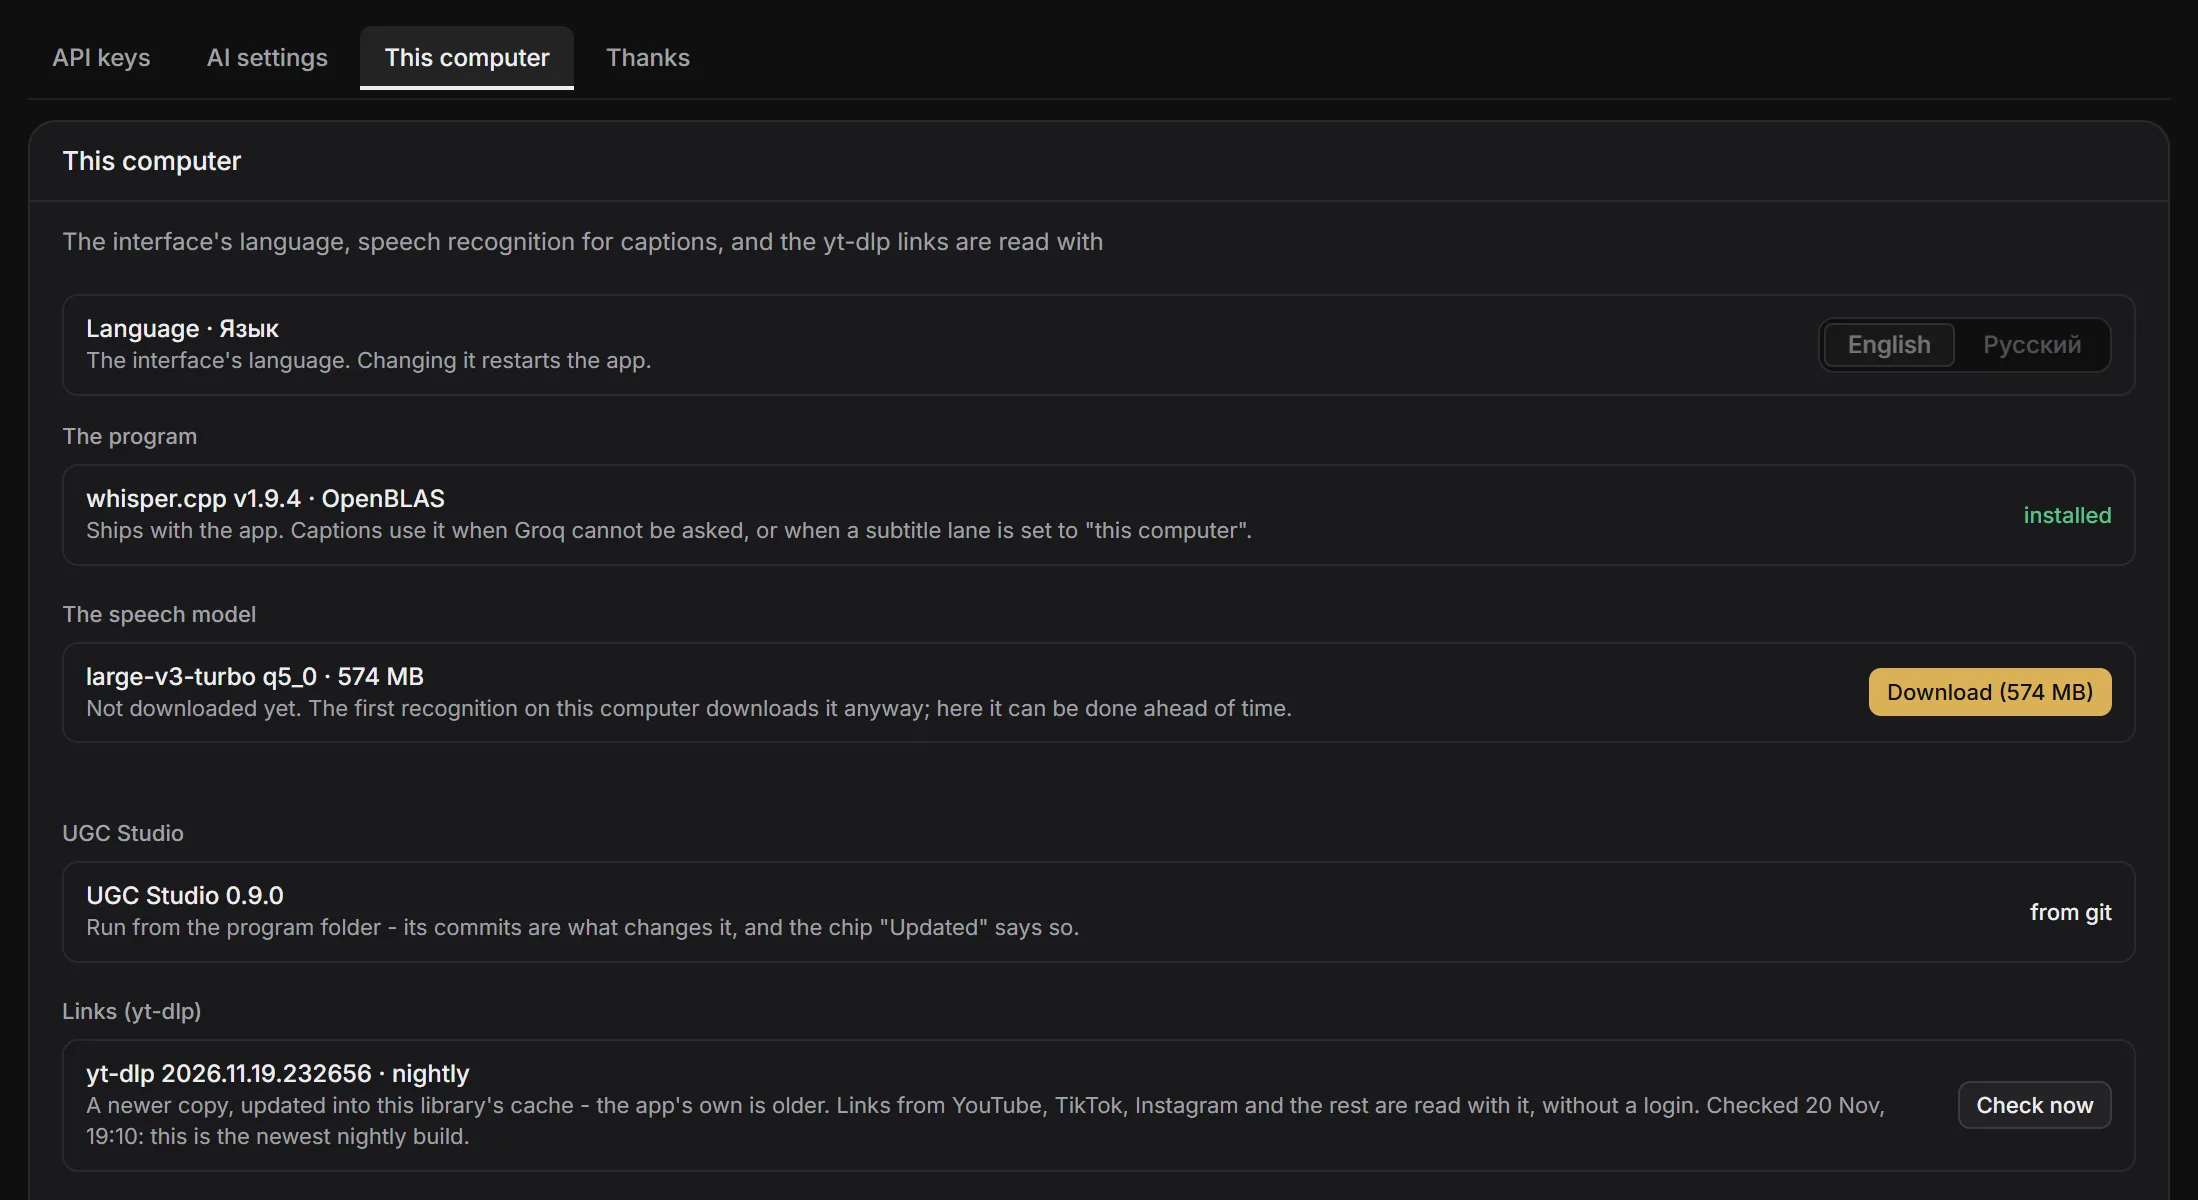 API keys
AI settings
This computer
Thanks
This computer
The interface's language, speech recognition for captions, and the yt-dlp links are read with
Language · Язык
The interface's language. Changing it restarts the app.
English
Русский
The program
whisper.cpp v1.9.4 · OpenBLAS
Ships with the app. Captions use it when Groq cannot be asked, or when a subtitle lane is set to "this computer".
installed
The speech model
large-v3-turbo q5_0 · 574 MB
Not downloaded yet. The first recognition on this computer downloads it anyway; here it can be done ahead of time.
Download (574 MB)
UGC Studio
UGC Studio 0.9.0
Run from the program folder - its commits are what changes it, and the chip "Updated" says so.
from git
Links (yt-dlp)
yt-dlp 2026.11.19.232656 · nightly
A newer copy, updated into this library's cache - the app's own is older. Links from YouTube, TikTok, Instagram and the rest are read with it, without a login. Checked 20 Nov,
19:10: this is the newest nightly build.
Check now